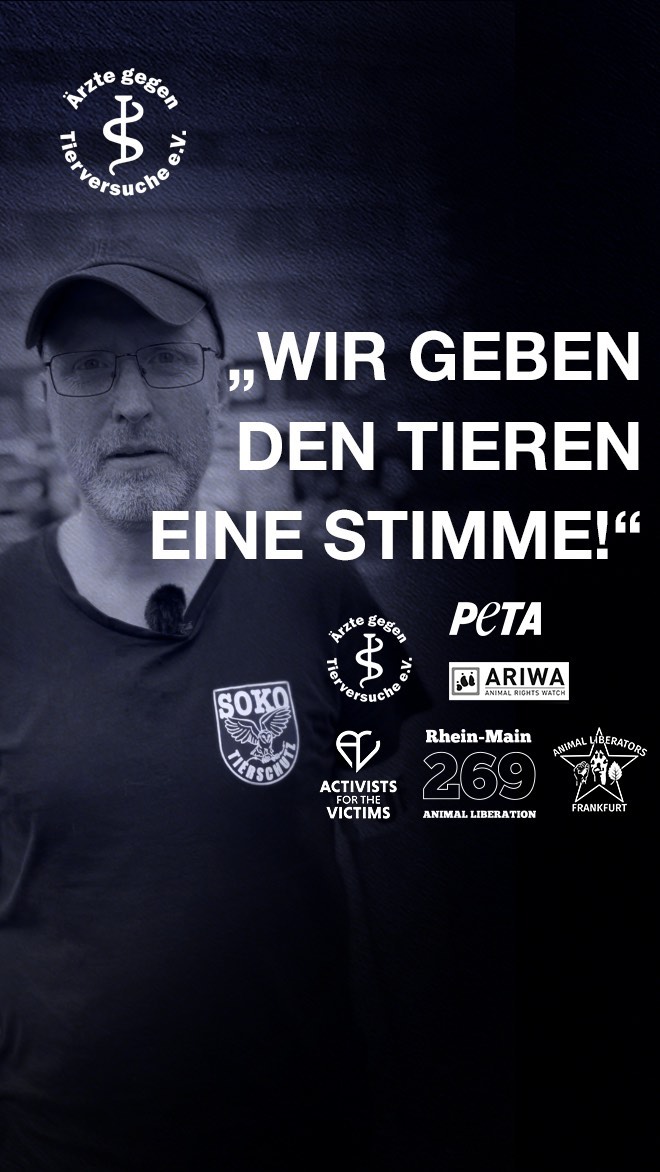 Ärzte gegen
Tierversuche e.V.
„WIR GEBEN
DEN TIEREN
EINE STIMME!“
Ärzte gegen
Tierversuche e.V.
PeTA
ARIWA
ANIMAL RIGHTS WATCH
SOKO
TIERSCHUTZ
ACTIVISTS
FOR THE
VICTIMS
Rhein-Main
269
ANIMAL LIBERATION
ANIMAL LIBERATORS
FRANKFURT